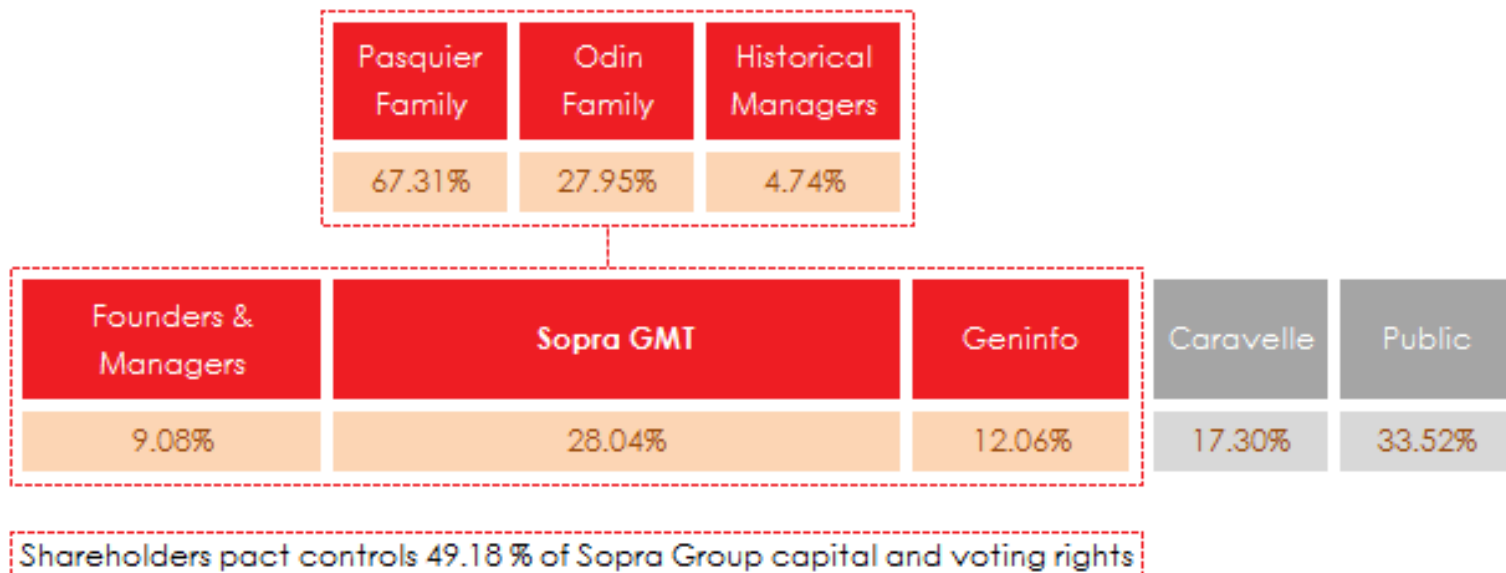 Pasquier Family
Odin Family
Historical Managers
67.31%
27.95%
4.74%
Founders & Managers
Sopra GMT
Geninfo
Caravelle
Public
9.08%
28.04%
12.06%
17.30%
33.52%
Shareholders pact controls 49.18 % of Sopra Group capital and voting rights